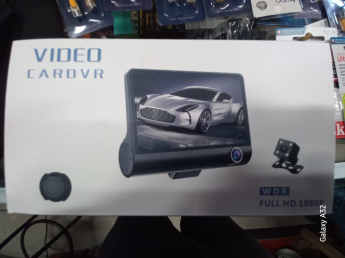 VIDEO
CARDVR
WDR
FULL HD 1080P
Galaxy A32